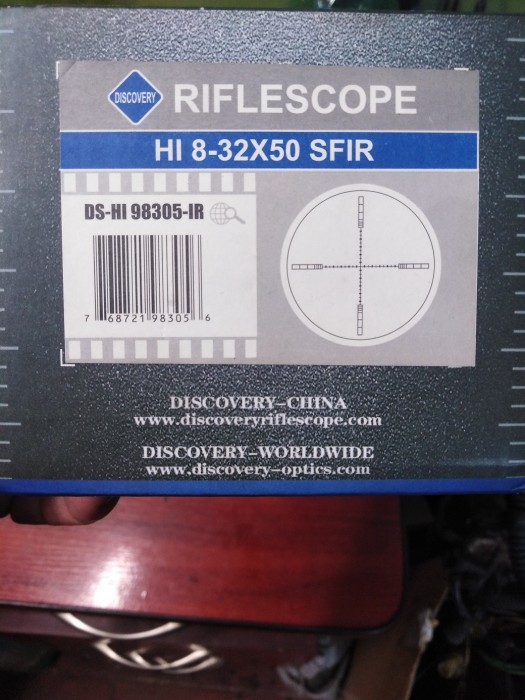 DISCOVERY
RIFLESCOPE
HI 8-32X50 SFIR
DS-HI 98305-IR
7 68721 98305 6
DISCOVERY-CHINA
www.discoveryriflescope.com
DISCOVERY-WORLDWIDE
www.discovery-optics.com